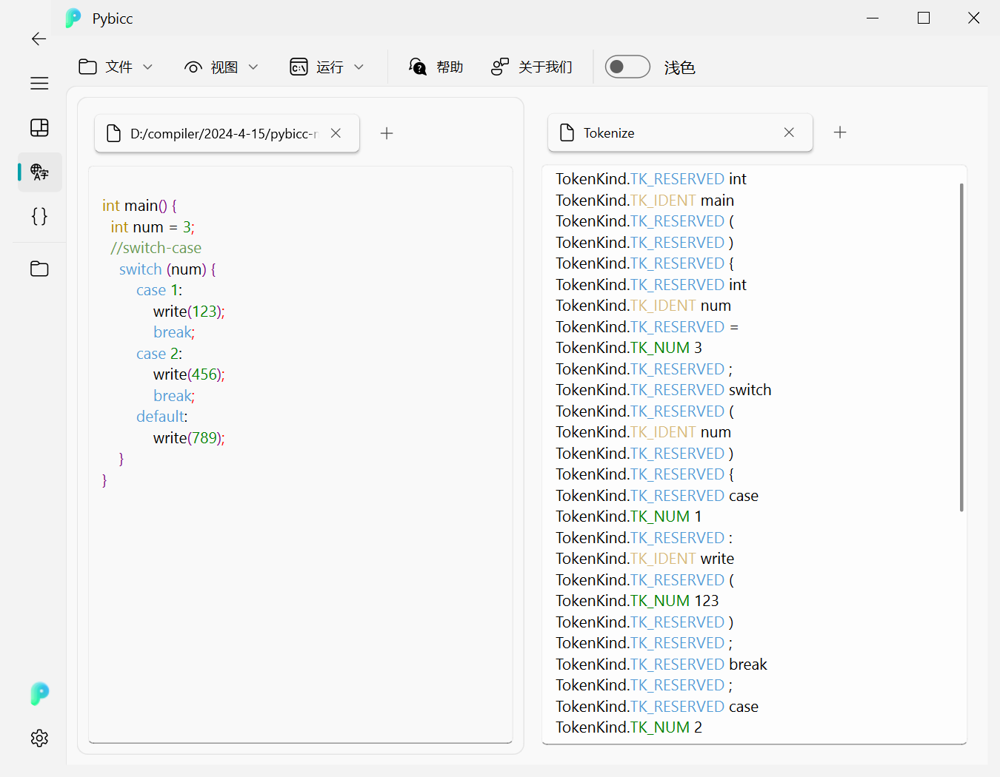 Pybicc
文件 视图 运行 帮助 关于我们 浅色
D:/compiler/2024-4-15/pybicc-
int main() {
int num = 3;
//switch-case
switch (num) {
case 1:
write(123);
break;
case 2:
write(456);
break;
default:
write(789);
}
}
Tokenize
TokenKind.TK_RESERVED int
TokenKind.TK_IDENT main
TokenKind.TK_RESERVED (
TokenKind.TK_RESERVED )
TokenKind.TK_RESERVED {
TokenKind.TK_RESERVED int
TokenKind.TK_IDENT num
TokenKind.TK_RESERVED =
TokenKind.TK_NUM 3
TokenKind.TK_RESERVED ;
TokenKind.TK_RESERVED switch
TokenKind.TK_RESERVED (
TokenKind.TK_IDENT num
TokenKind.TK_RESERVED )
TokenKind.TK_RESERVED {
TokenKind.TK_RESERVED case
TokenKind.TK_NUM 1
TokenKind.TK_RESERVED :
TokenKind.TK_IDENT write
TokenKind.TK_RESERVED (
TokenKind.TK_NUM 123
TokenKind.TK_RESERVED )
TokenKind.TK_RESERVED ;
TokenKind.TK_RESERVED break
TokenKind.TK_RESERVED ;
TokenKind.TK_RESERVED case
TokenKind.TK_NUM 2